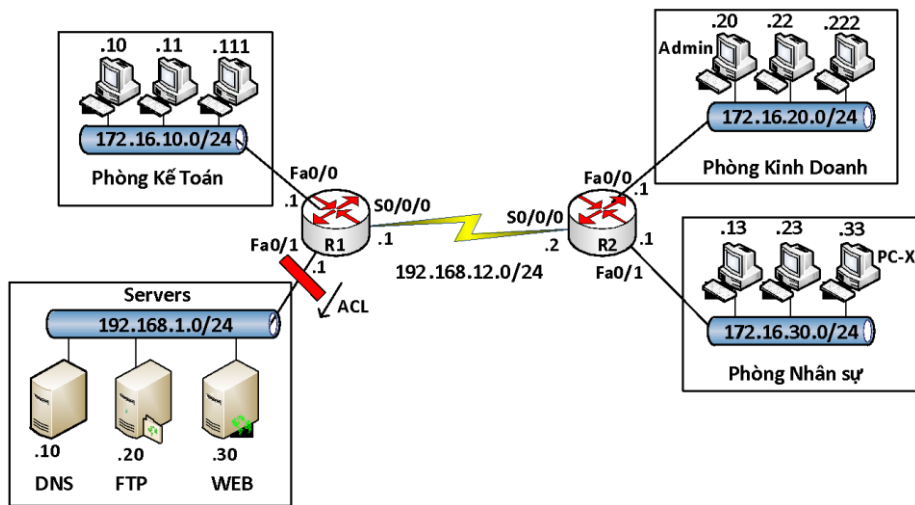 .10 .11 .111
172.16.10.0/24
Phòng Kế Toán
.20 .22 .222
Admin
172.16.20.0/24
Phòng Kinh Doanh
Fa0/0
.1
S0/0/0
.1
R1
Fa0/1
.1
ACL
192.168.12.0/24
Fa0/0
.1
S0/0/0
.2
R2
.1
Fa0/1
.13 .23 .33
PC-X
172.16.30.0/24
Phòng Nhân sự
Servers
192.168.1.0/24
.10 .20 .30
DNS FTP WEB